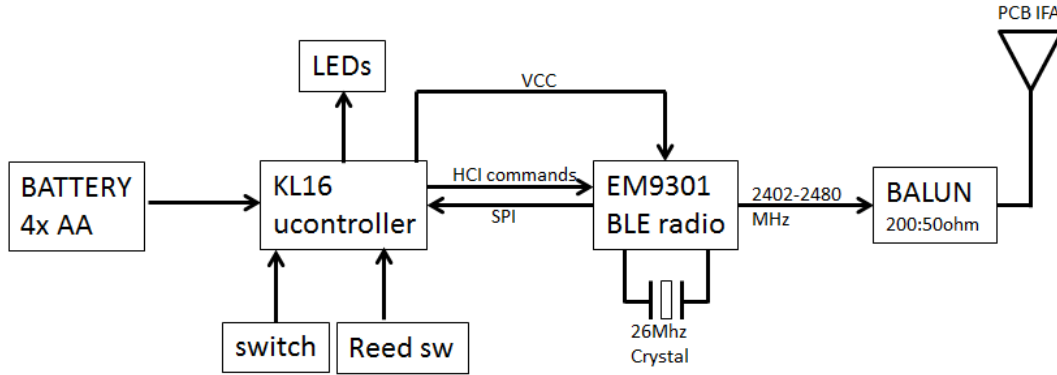 PCB IFA
LEDs
VCC
BATTERY
4x AA
KL16
ucontroller
HCI commands
SPI
EM9301
BLE radio
2402-2480
MHz
BALUN
200:50ohm
switch
Reed sw
26Mhz
Crystal